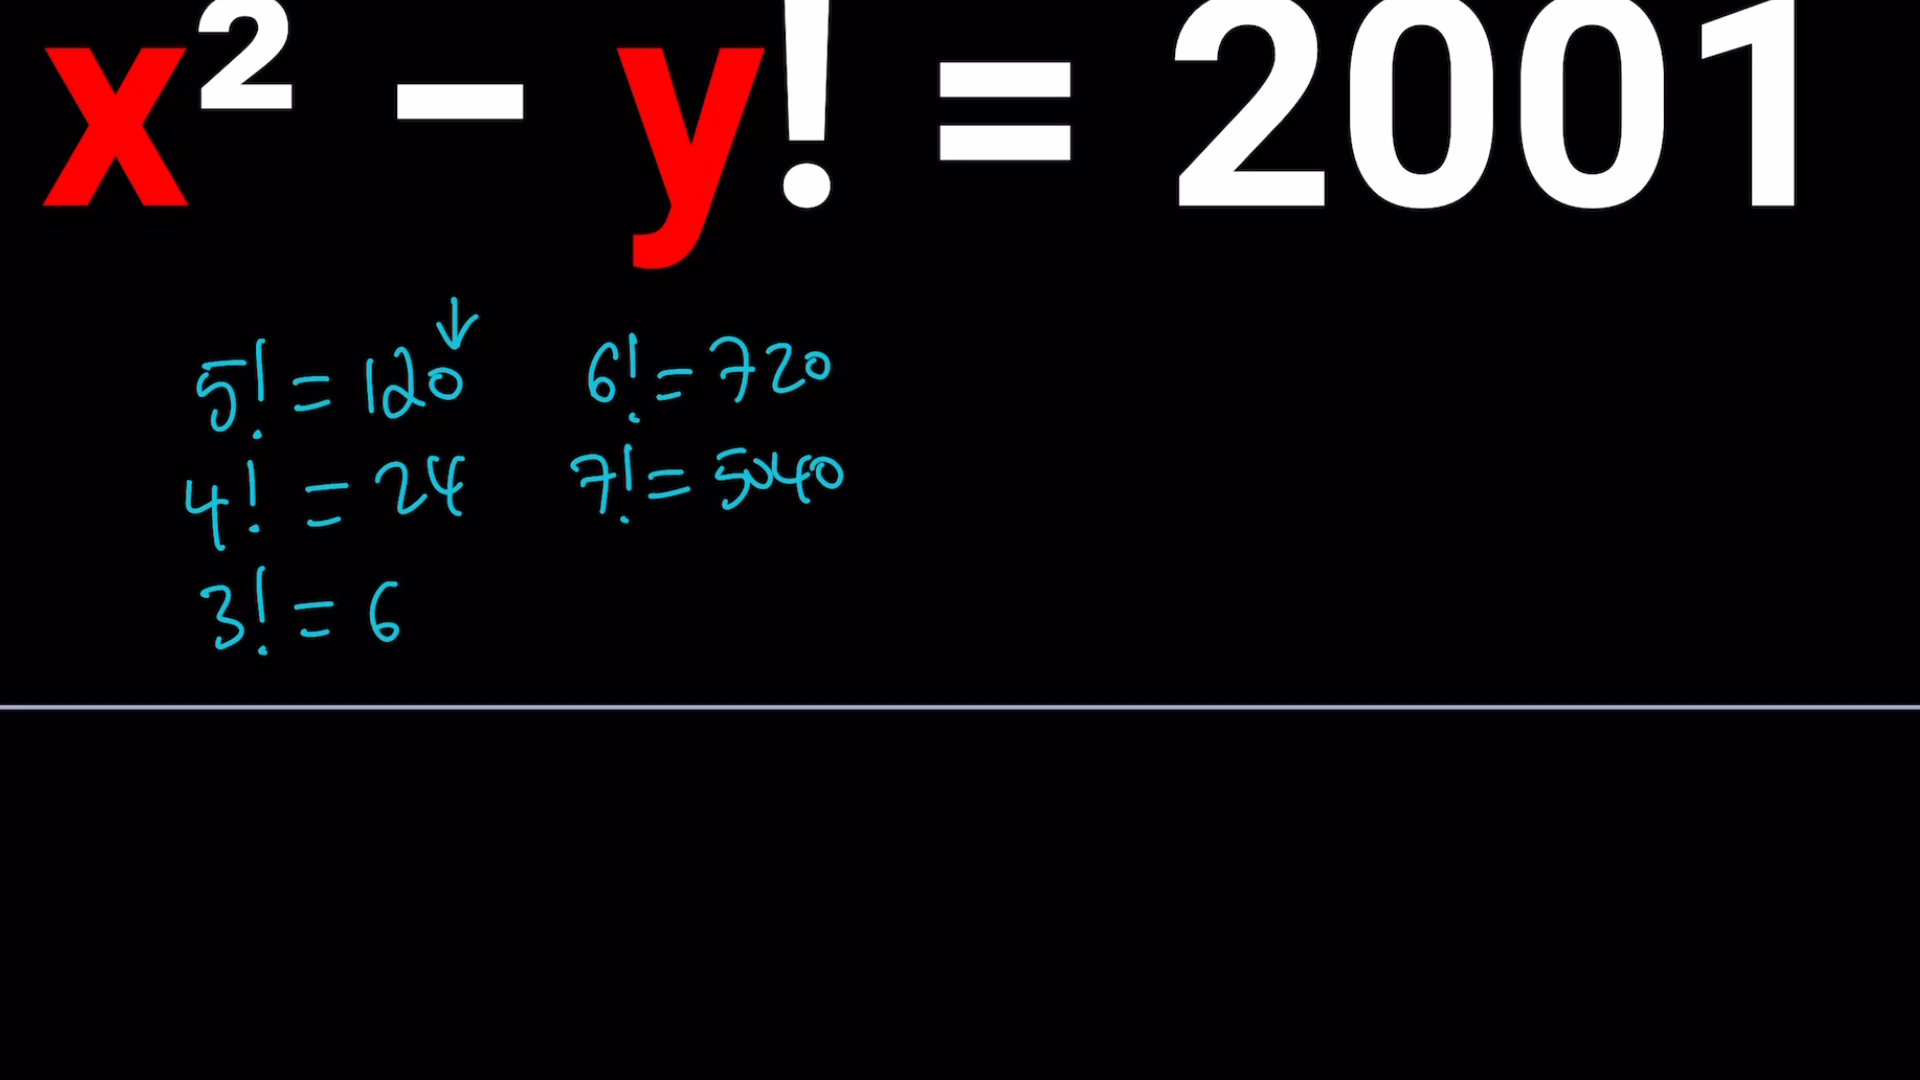 x² − y! = 2001
5! = 120
4! = 24
3! = 6
6! = 720
7! = 5040